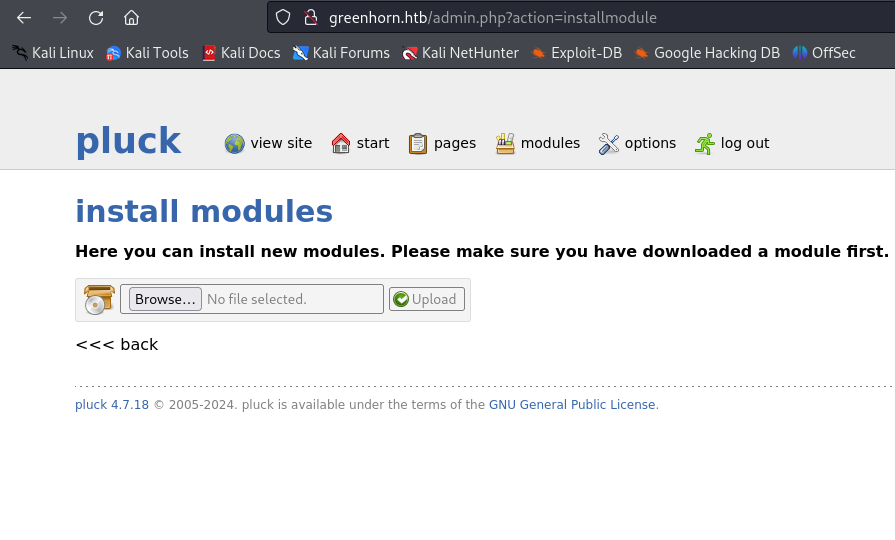 greenhorn.htb/admin.php?action=installmodule
Kali Linux Kali Tools Kali Docs Kali Forums Kali NetHunter Exploit-DB Google Hacking DB OffSec
pluck view site start pages modules options log out
install modules
Here you can install new modules. Please make sure you have downloaded a module first.
Browse... No file selected. Upload
<<< back
pluck 4.7.18 © 2005-2024. pluck is available under the terms of the GNU General Public License.